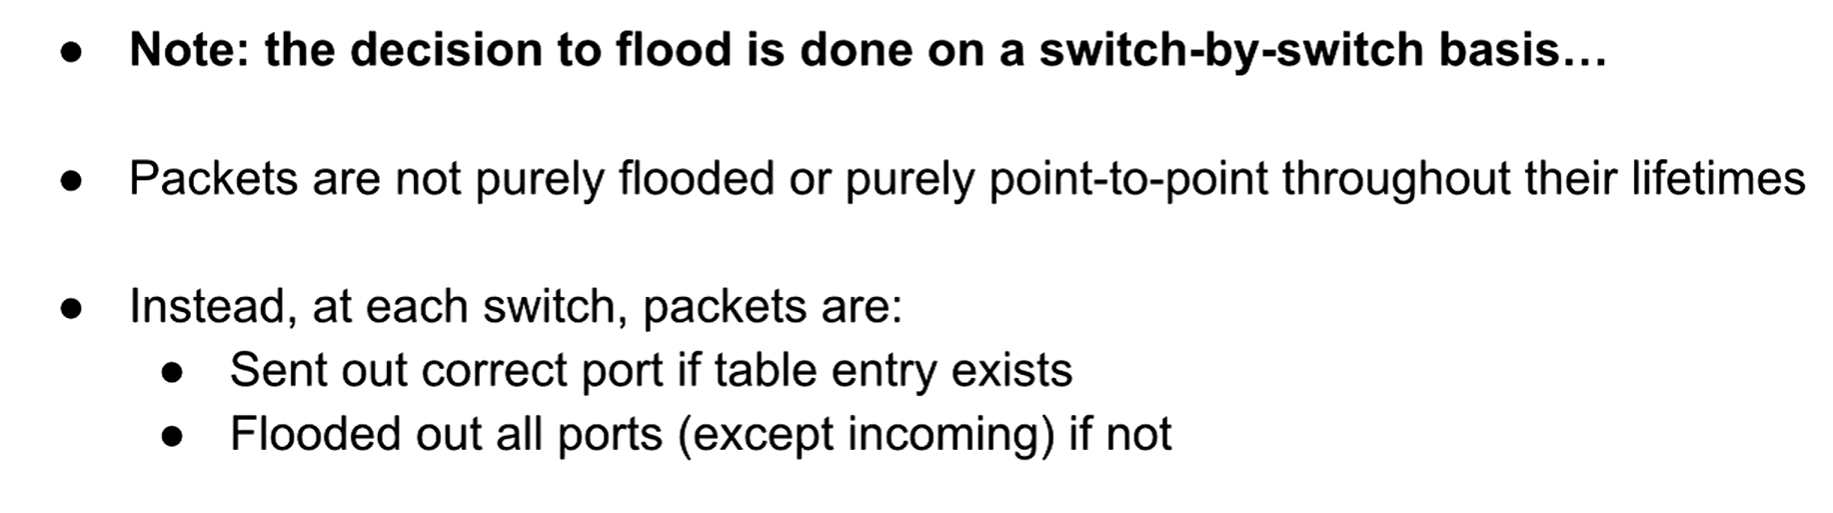 ● Note: the decision to flood is done on a switch-by-switch basis…
● Packets are not purely flooded or purely point-to-point throughout their lifetimes
● Instead, at each switch, packets are:
● Sent out correct port if table entry exists
● Flooded out all ports (except incoming) if not